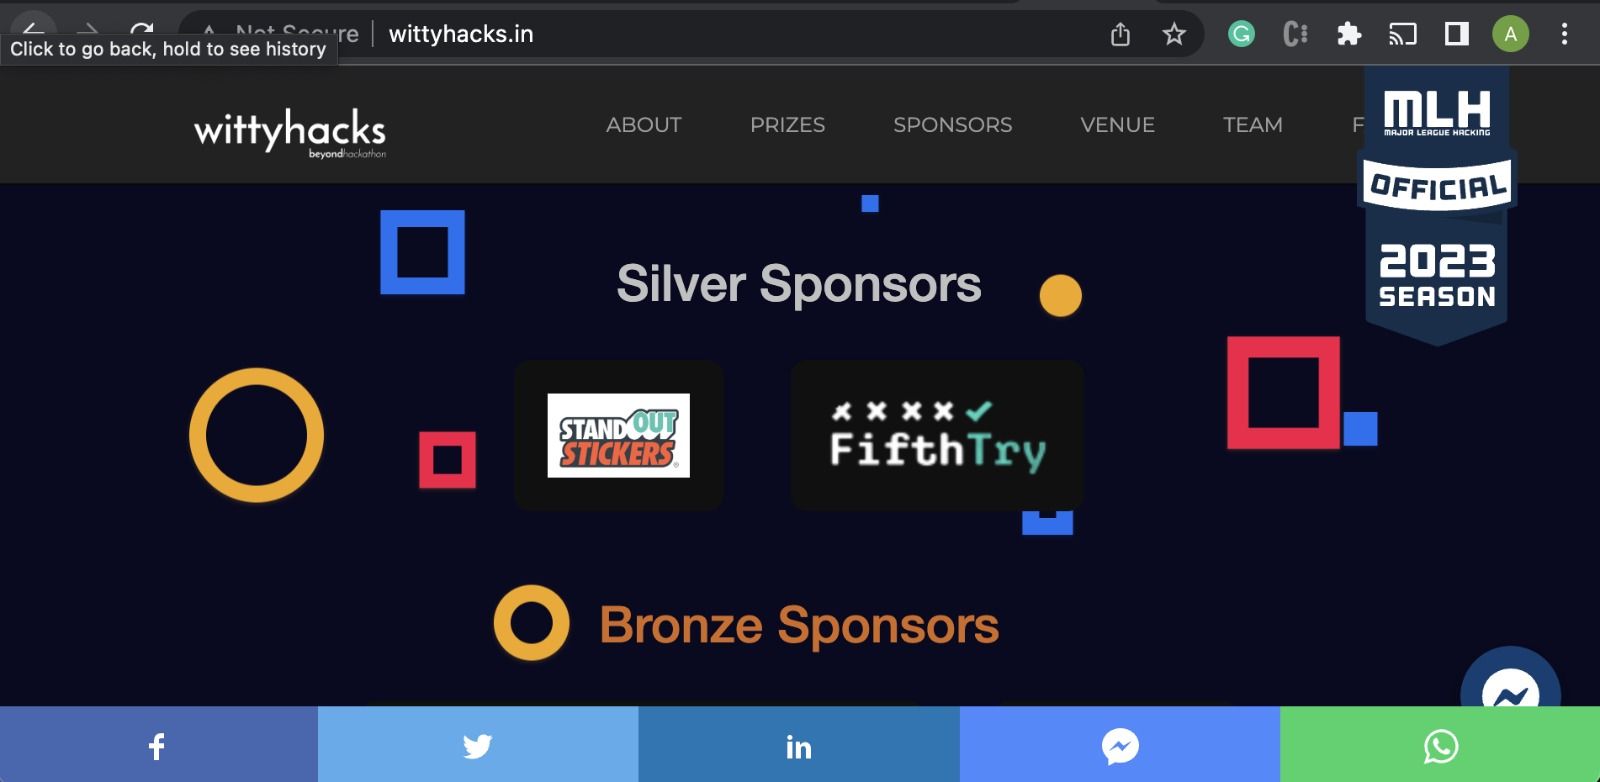 Not Secure
wittyhacks.in
A
Click to go back, hold to see history
wittyhacks
beyondhackathon
ABOUT
PRIZES
SPONSORS
VENUE
TEAM
F
MLH
MAJOR LEAGUE HACKING
OFFICIAL
2023
SEASON
Silver Sponsors
STANDOUT
STICKERS
FifthTry
Bronze Sponsors